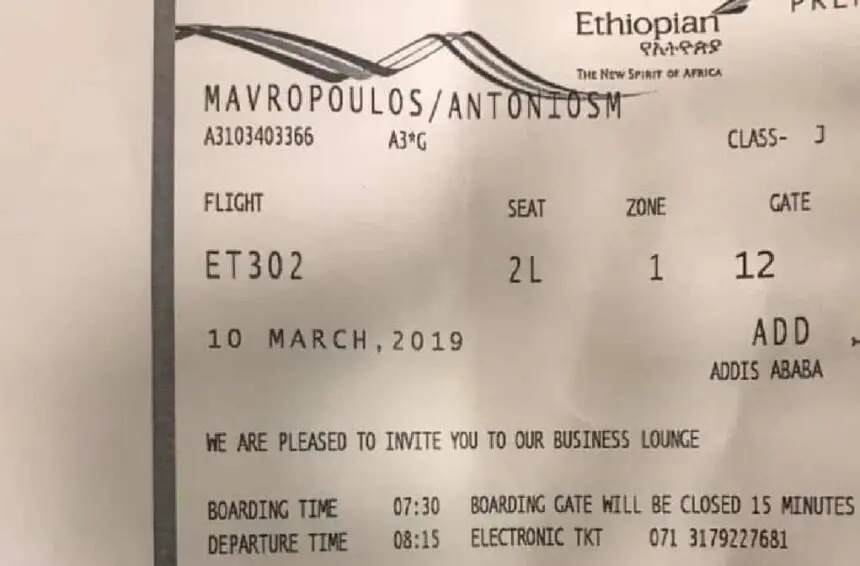 Ethiopian
የኢትዮጵያ
THE NEW SPIRIT OF AFRICA
MAVROPOULOS/ANTONIOSM
A3103403366 A3*G CLASS- J
FLIGHT SEAT ZONE GATE
ET302 2L 1 12
10 MARCH,2019 ADD
ADDIS ABABA
WE ARE PLEASED TO INVITE YOU TO OUR BUSINESS LOUNGE
BOARDING TIME 07:30 BOARDING GATE WILL BE CLOSED 15 MINUTES
DEPARTURE TIME 08:15 ELECTRONIC TKT 071 3179227681